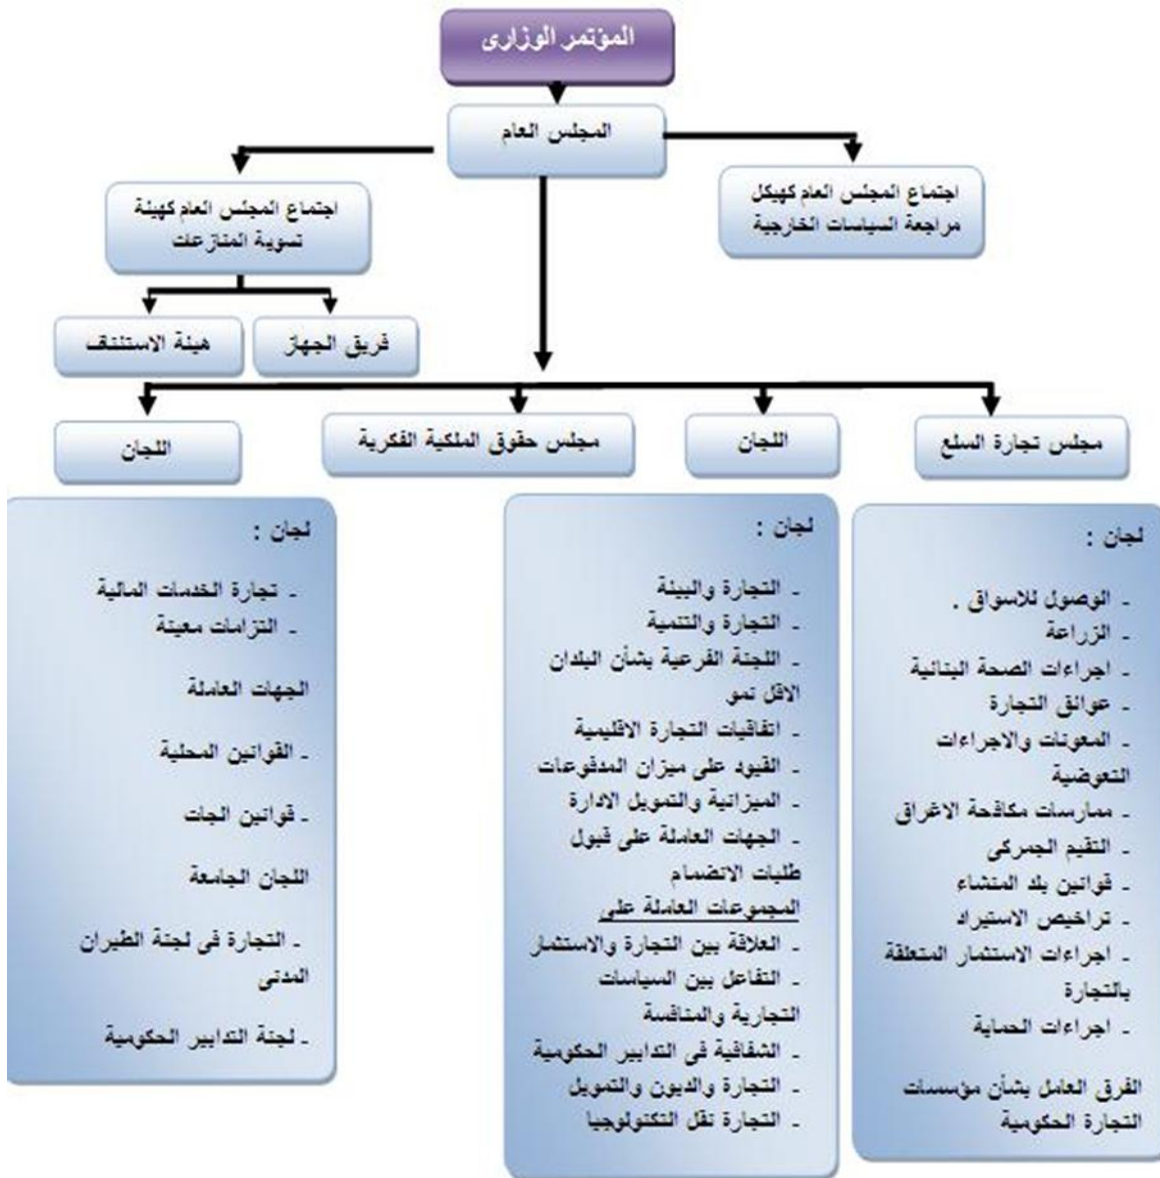 المؤتمر الوزارى
المجلس العام
اجتماع المجلس العام كهيكل
مراجعة السياسات الخارجية
اجتماع المجلس العام كهيئة
تسوية المنازعات
فريق الجهاز
هيئة الاستئناف
مجلس تجارة السلع
اللجان
مجلس حقوق الملكية الفكرية
اللجان
لجان :
- الوصول للاسواق .
- الزراعة
- اجراءات الصحة البنائية
- عوائق التجارة
- المعونات والاجراءات
التعوضية
- ممارسات مكافحة الاغراق
- التقيم الجمركى
- قوانين بلد المنشاء
- تراخيص الاستيراد
- اجراءات الاستثمار المتعلقة
بالتجارة
- اجراءات الحماية
الفرق العامل بشأن مؤسسات
التجارة الحكومية
لجان :
- التجارة والبيئة
- التجارة والتنمية
- اللجنة الفرعية بشأن البلدان
الاقل نمو
- اتفاقيات التجارة الاقليمية
- القيود على ميزان المدفوعات
- الميزانية والتمويل الادارة
- الجهات العاملة على قبول
طلبات الانضمام
المجموعات العاملة على
- العلاقة بين التجارة والاستثمار
- التفاعل بين السياسات
التجارية والمنافسة
- الشفافية فى التدابير الحكومية
- التجارة والديون والتمويل
- التجارة نقل التكنولوجيا
لجان :
- تجارة الخدمات المالية
- التزامات معينة
الجهات العاملة
- القوانين المحلية
- قوانين الجات
اللجان الجامعة
- التجارة فى لجنة الطيران
المدنى
- لجنة التدابير الحكومية